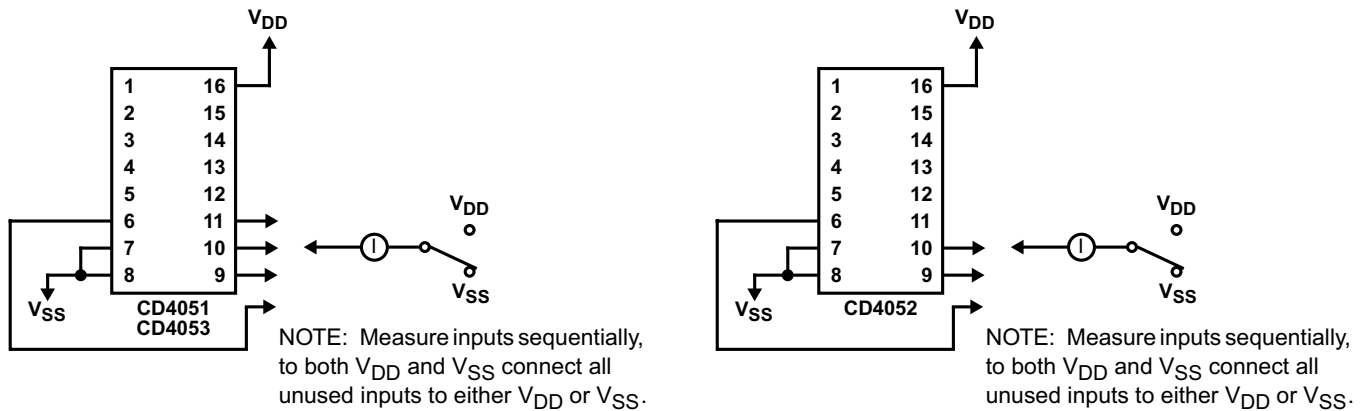 VDD
1 16
2 15
3 14
4 13
5 12
6 11
7 10
8 9
VSS
CD4051
CD4053
I
VDD
VSS
NOTE: Measure inputs sequentially,
to both VDD and VSS connect all
unused inputs to either VDD or VSS.
VDD
1 16
2 15
3 14
4 13
5 12
6 11
7 10
8 9
VSS
CD4052
I
VDD
VSS
NOTE: Measure inputs sequentially,
to both VDD and VSS connect all
unused inputs to either VDD or VSS.